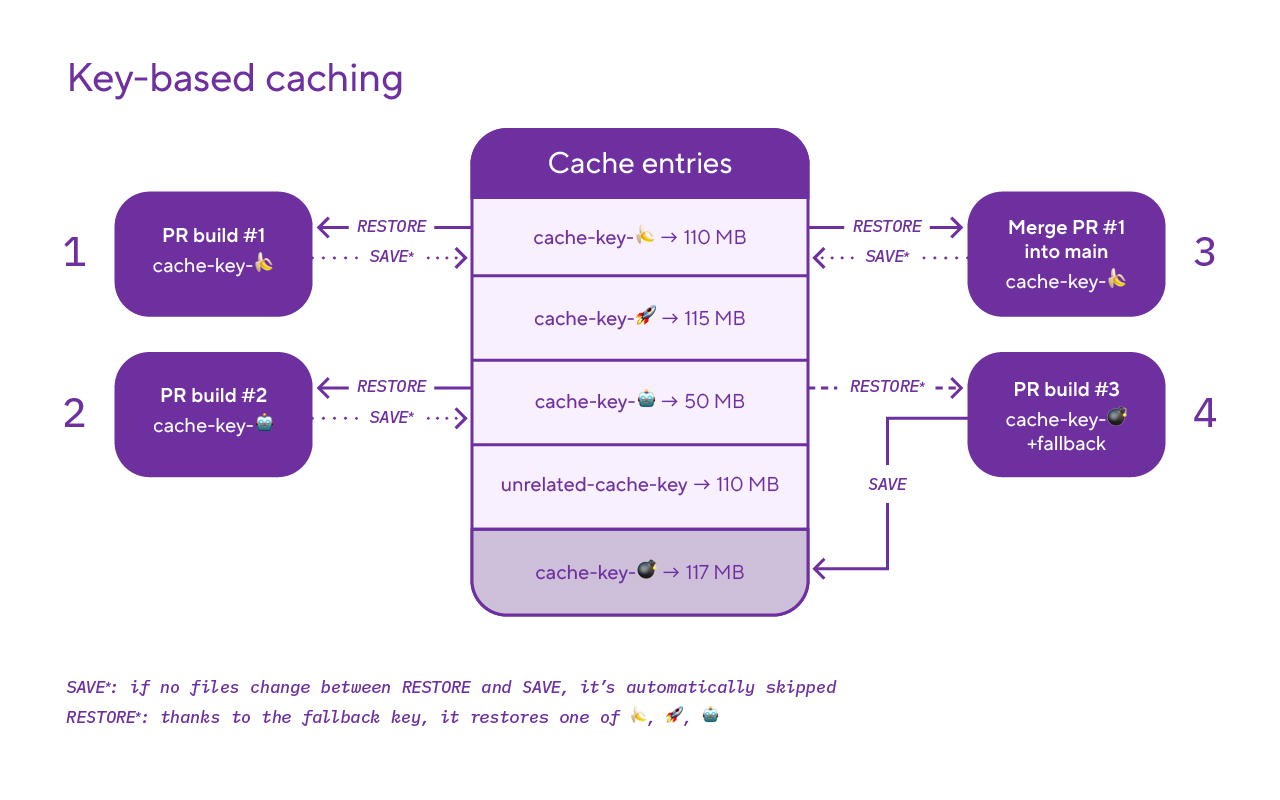 Key-based caching
Cache entries
1
PR build #1
cache-key-🍌
RESTORE
SAVE*
cache-key-🍌 → 110 MB
RESTORE
SAVE*
Merge PR #1
into main
cache-key-🍌
3
cache-key-🚀 → 115 MB
2
PR build #2
cache-key-🤖
RESTORE
SAVE*
cache-key-🤖 → 50 MB
RESTORE*
PR build #3
cache-key-💣
+fallback
4
SAVE
unrelated-cache-key → 110 MB
cache-key-💣 → 117 MB
SAVE*: if no files change between RESTORE and SAVE, it’s automatically skipped
RESTORE*: thanks to the fallback key, it restores one of 🍌, 🚀, 🤖